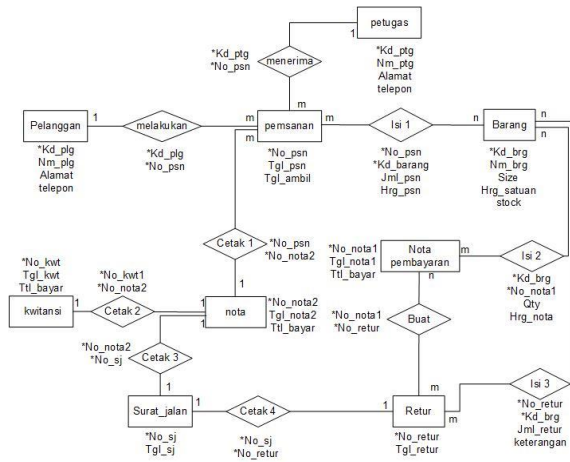 petugas
1
*Kd_ptg
*No_psn
menerima
*Kd_ptg
Nm_ptg
Alamat
telepon
m
Pelanggan
1
melakukan
m
pemsanan
m
Isi 1
n
Barang
n
n
m
*Kd_plg
Nm_plg
Alamat
telepon
*Kd_plg
*No_psn
*No_psn
Tgl_psn
Tgl_ambil
*No_psn
*Kd_barang
Jml_psn
Hrg_psn
*Kd_brg
Nm_brg
Size
Hrg_satuan
stock
Cetak 1
*No_psn
*No_nota2
*No_nota1
Tgl_nota1
Ttl_bayar
Nota
pembayaran
m
Isi 2
n
*Kd_brg
*No_nota1
Qty
Hrg_nota
*No_kwt
Tgl_kwt
Ttl_bayar
*No_kwt1
*No_nota2
1
kwitansi
1
Cetak 2
1
1
nota
*No_nota2
Tgl_nota2
Ttl_bayar
*No_nota1
*No_retur
Buat
*No_nota2
*No_sj
Cetak 3
m
1
Surat_jalan
1
Cetak 4
1
Retur
m
m
Isi 3
*No_sj
Tgl_sj
*No_sj
*No_retur
*No_retur
Tgl_retur
*No_retur
*Kd_brg
Jml_retur
keterangan